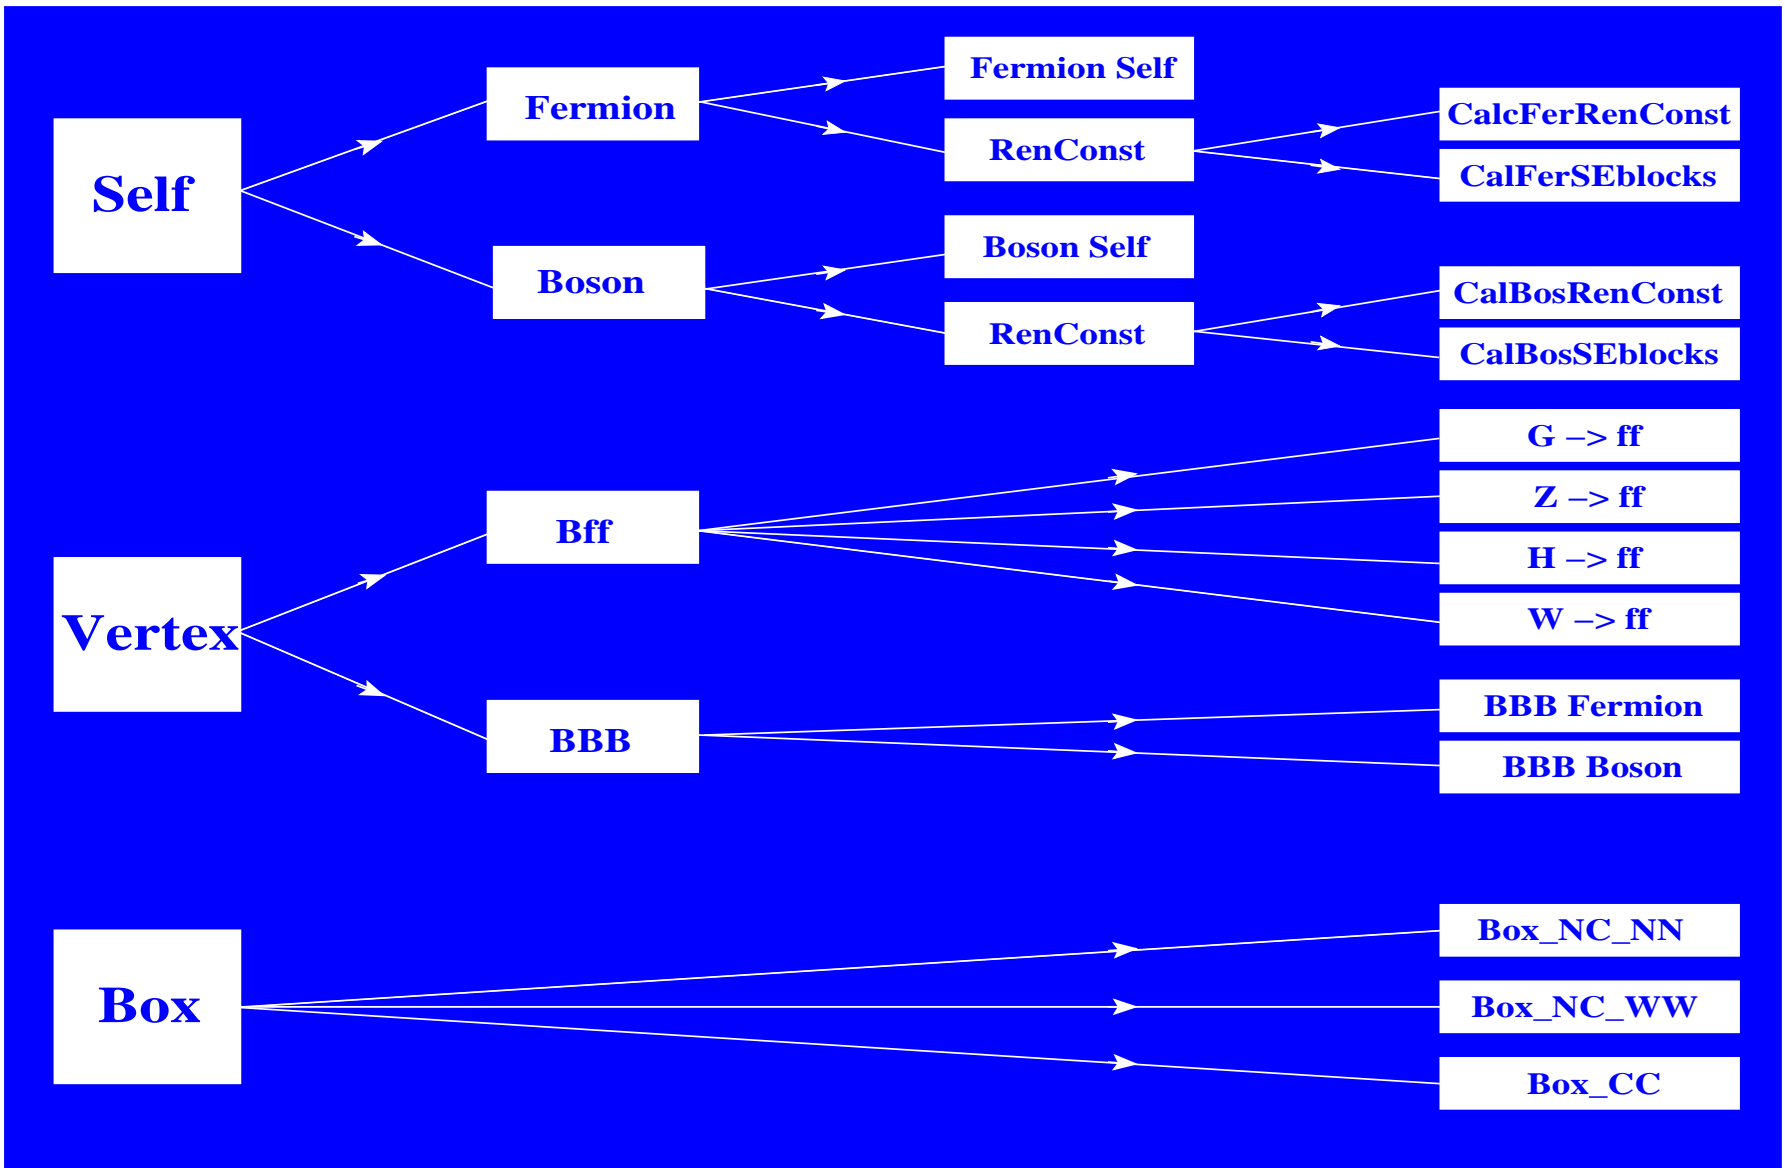 Self
Fermion
Fermion Self
RenConst
CalcFerRenConst
CalFerSEblocks
Boson
Boson Self
RenConst
CalBosRenConst
CalBosSEblocks
Vertex
Bff
G –> ff
Z –> ff
H –> ff
W –> ff
BBB
BBB Fermion
BBB Boson
Box
Box_NC_NN
Box_NC_WW
Box_CC